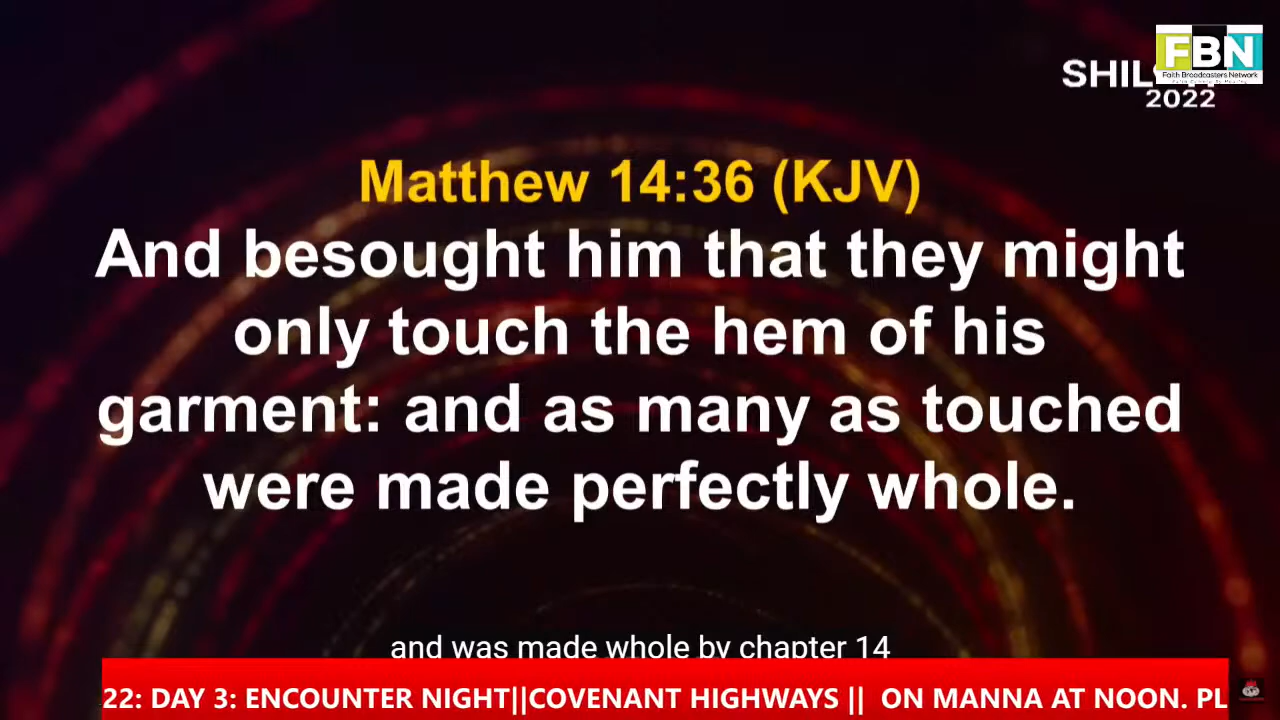 FBN
Faith Broadcasters Network
2022
Matthew 14:36 (KJV)
And besought him that they might
only touch the hem of his
garment: and as many as touched
were made perfectly whole.
and was made whole by chapter 14
22: DAY 3: ENCOUNTER NIGHT||COVENANT HIGHWAYS || ON MANNA AT NOON. PL